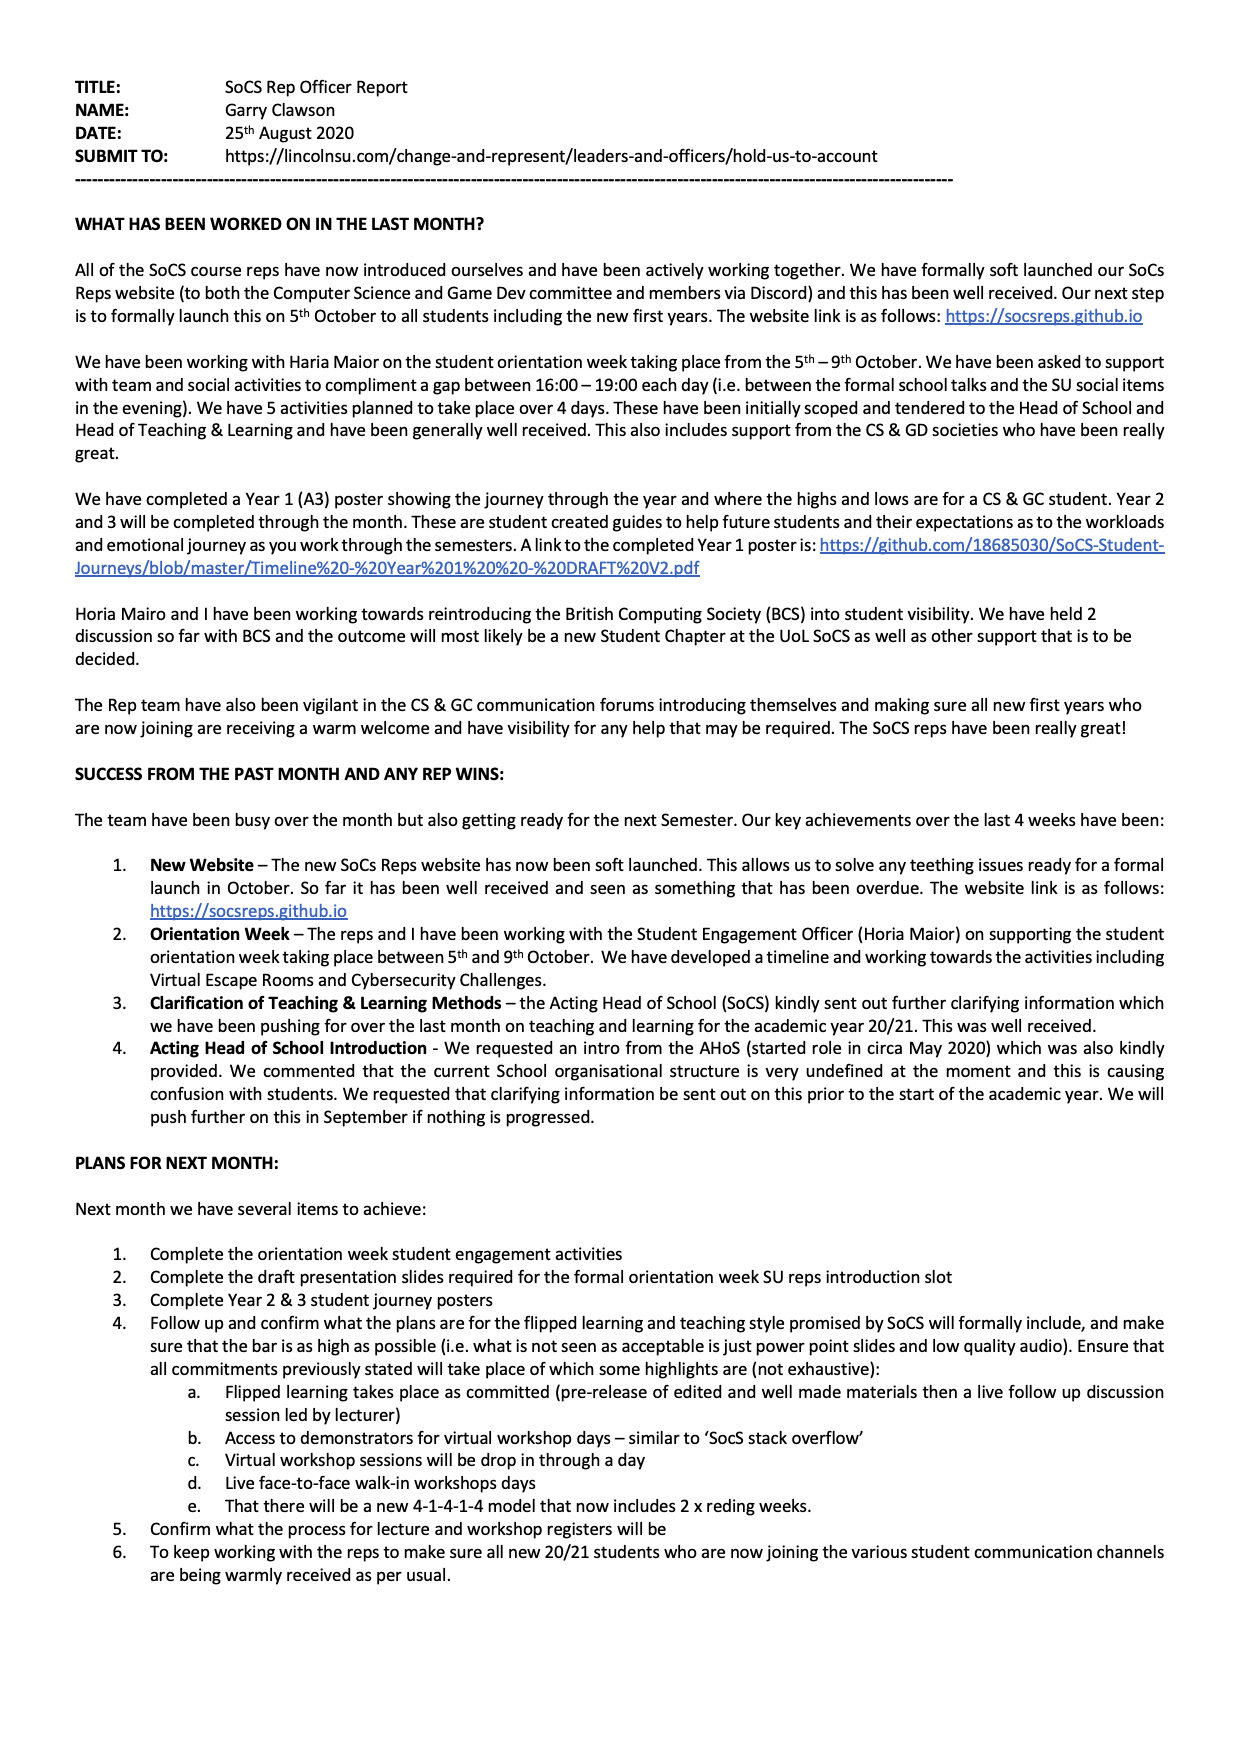 TITLE: SoCS Rep Officer Report
NAME: Garry Clawson
DATE: 25th August 2020
SUBMIT TO: https://lincolnsu.com/change-and-represent/leaders-and-officers/hold-us-to-account
----------------------------------------------------------------------------------------------------------------------------------------------------------
WHAT HAS BEEN WORKED ON IN THE LAST MONTH?
All of the SoCS course reps have now introduced ourselves and have been actively working together. We have formally soft launched our SoCs
Reps website (to both the Computer Science and Game Dev committee and members via Discord) and this has been well received. Our next step
is to formally launch this on 5th October to all students including the new first years. The website link is as follows: https://socsreps.github.io
We have been working with Haria Maior on the student orientation week taking place from the 5th – 9th October. We have been asked to support
with team and social activities to compliment a gap between 16:00 – 19:00 each day (i.e. between the formal school talks and the SU social items
in the evening). We have 5 activities planned to take place over 4 days. These have been initially scoped and tendered to the Head of School and
Head of Teaching & Learning and have been generally well received. This also includes support from the CS & GD societies who have been really
great.
We have completed a Year 1 (A3) poster showing the journey through the year and where the highs and lows are for a CS & GC student. Year 2
and 3 will be completed through the month. These are student created guides to help future students and their expectations as to the workloads
and emotional journey as you work through the semesters. A link to the completed Year 1 poster is: https://github.com/18685030/SoCS-Student-
Journeys/blob/master/Timeline%20-%20Year%201%20%20-%20DRAFT%20V2.pdf
Horia Mairo and I have been working towards reintroducing the British Computing Society (BCS) into student visibility. We have held 2
discussion so far with BCS and the outcome will most likely be a new Student Chapter at the UoL SoCS as well as other support that is to be
decided.
The Rep team have also been vigilant in the CS & GC communication forums introducing themselves and making sure all new first years who
are now joining are receiving a warm welcome and have visibility for any help that may be required. The SoCS reps have been really great!
SUCCESS FROM THE PAST MONTH AND ANY REP WINS:
The team have been busy over the month but also getting ready for the next Semester. Our key achievements over the last 4 weeks have been:
1. New Website – The new SoCs Reps website has now been soft launched. This allows us to solve any teething issues ready for a formal
launch in October. So far it has been well received and seen as something that has been overdue. The website link is as follows:
https://socsreps.github.io
2. Orientation Week – The reps and I have been working with the Student Engagement Officer (Horia Maior) on supporting the student
orientation week taking place between 5th and 9th October. We have developed a timeline and working towards the activities including
Virtual Escape Rooms and Cybersecurity Challenges.
3. Clarification of Teaching & Learning Methods – the Acting Head of School (SoCS) kindly sent out further clarifying information which
we have been pushing for over the last month on teaching and learning for the academic year 20/21. This was well received.
4. Acting Head of School Introduction - We requested an intro from the AHoS (started role in circa May 2020) which was also kindly
provided. We commented that the current School organisational structure is very undefined at the moment and this is causing
confusion with students. We requested that clarifying information be sent out on this prior to the start of the academic year. We will
push further on this in September if nothing is progressed.
PLANS FOR NEXT MONTH:
Next month we have several items to achieve:
1. Complete the orientation week student engagement activities
2. Complete the draft presentation slides required for the formal orientation week SU reps introduction slot
3. Complete Year 2 & 3 student journey posters
4. Follow up and confirm what the plans are for the flipped learning and teaching style promised by SoCS will formally include, and make
sure that the bar is as high as possible (i.e. what is not seen as acceptable is just power point slides and low quality audio). Ensure that
all commitments previously stated will take place of which some highlights are (not exhaustive):
a. Flipped learning takes place as committed (pre-release of edited and well made materials then a live follow up discussion
session led by lecturer)
b. Access to demonstrators for virtual workshop days – similar to ‘SocS stack overflow’
c. Virtual workshop sessions will be drop in through a day
d. Live face-to-face walk-in workshops days
e. That there will be a new 4-1-4-1-4 model that now includes 2 x reding weeks.
5. Confirm what the process for lecture and workshop registers will be
6. To keep working with the reps to make sure all new 20/21 students who are now joining the various student communication channels
are being warmly received as per usual.